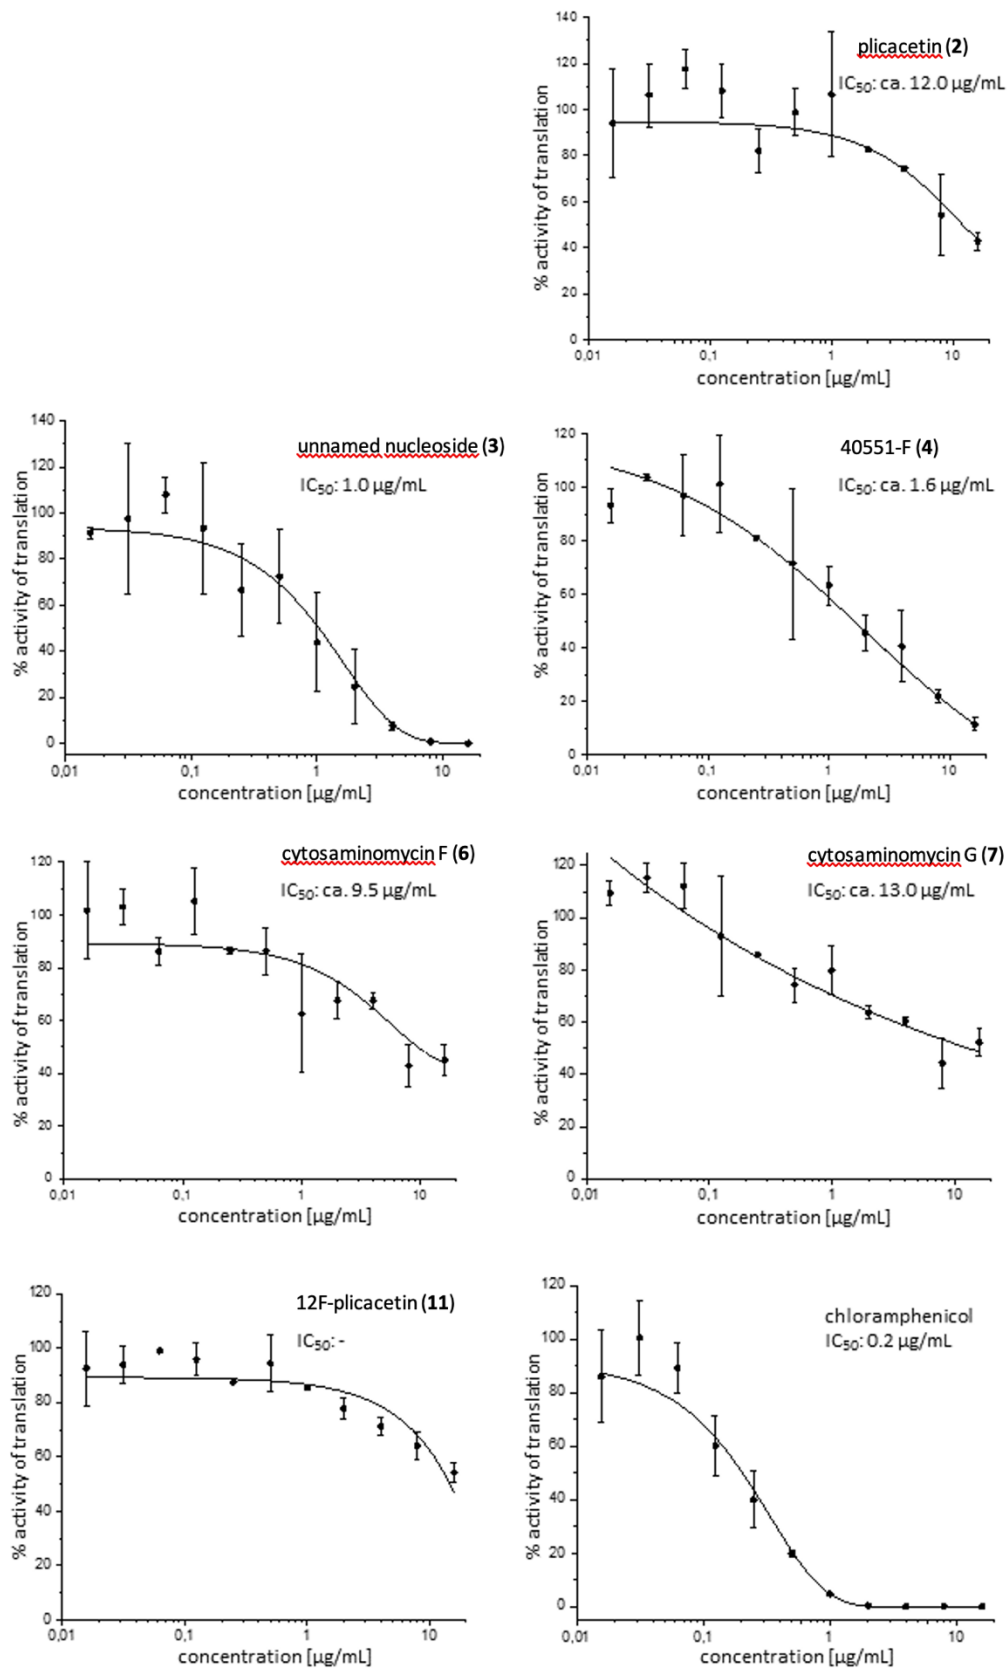 plicacetin (2)
IC50: ca. 12.0 µg/mL
% activity of translation
140
120
100
80
60
40
20
0
0,01
0,1
1
10
concentration [µg/mL]
unnamed nucleoside (3)
IC50: 1.0 µg/mL
% activity of translation
140
120
100
80
60
40
20
0
0,01
0,1
1
10
concentration [µg/mL]
40551-F (4)
IC50: ca. 1.6 µg/mL
% activity of translation
120
100
80
60
40
20
0
0,01
0,1
1
10
concentration [µg/mL]
cytosaminomycin F (6)
IC50: ca. 9.5 µg/mL
% activity of translation
120
100
80
60
40
20
0
0,01
0,1
1
10
concentration [µg/mL]
cytosaminomycin G (7)
IC50: ca. 13.0 µg/mL
% activity of translation
120
100
80
60
40
20
0
0,01
0,1
1
10
concentration [µg/mL]
12F-plicacetin (11)
IC50: -
% activity of translation
120
100
80
60
40
20
0
0,01
0,1
1
10
concentration [µg/mL]
chloramphenicol
IC50: 0.2 µg/mL
% activity of translation
120
100
80
60
40
20
0
0,01
0,1
1
10
concentration [µg/mL]